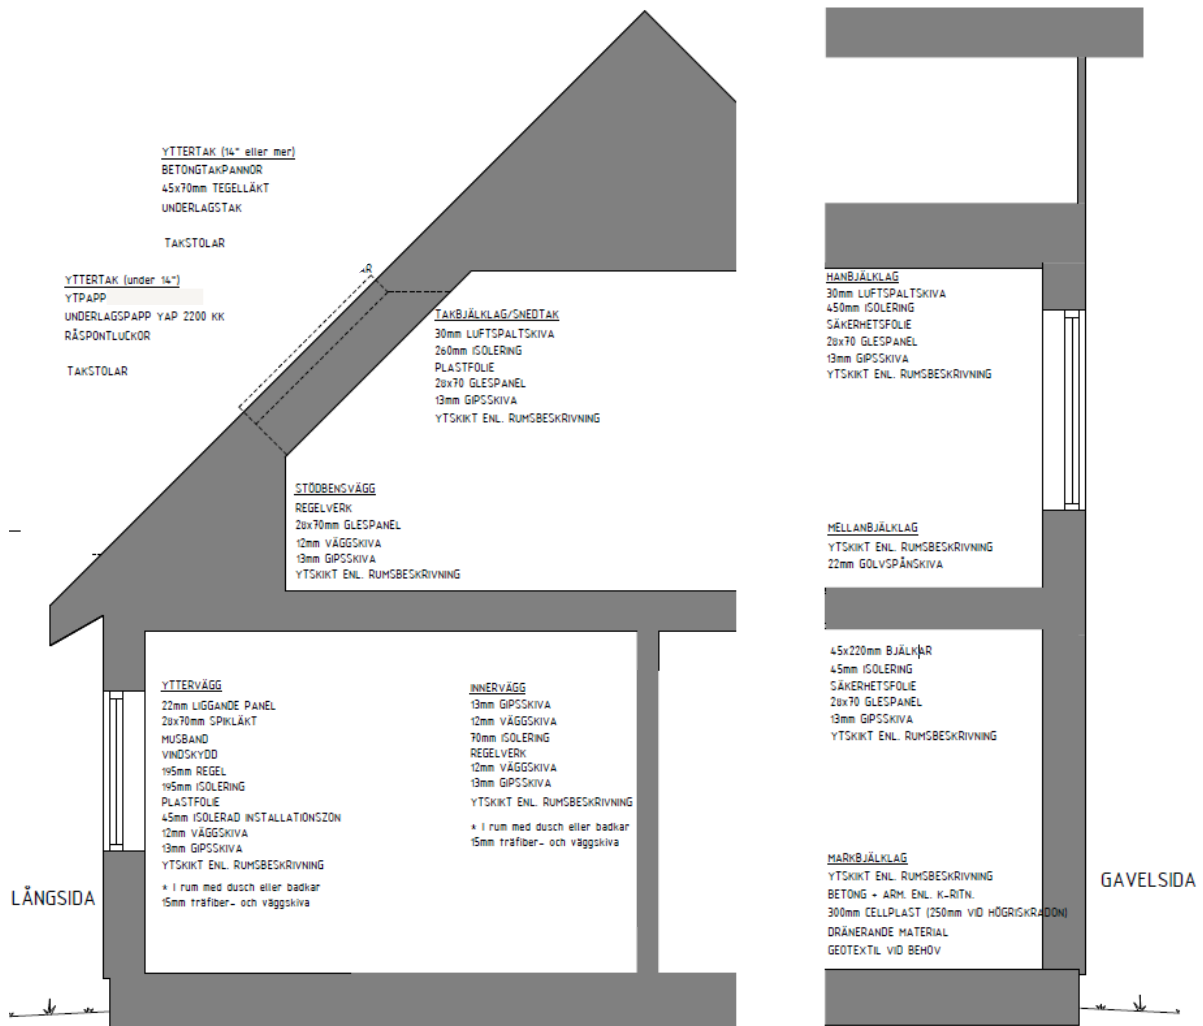 YTTERTAK (14° eller mer)
BETONGTAKPANNOR
45x70mm TEGELLÄKT
UNDERLAGSTAK
TAKSTOLAR
YTTERTAK (under 14°)
YTPAPP
UNDERLAGSPAPP YAP 2200 KK
RÅSPONTLUCKOR
TAKSTOLAR
TAKBJÄLKLAG/SNEDTAK
30mm LUFTSPALTSKIVA
260mm ISOLERING
PLASTFOLIE
28x70 GLESPANEL
13mm GIPSSKIVA
YTSKIKT ENL. RUMSBESKRIVNING
STÖDBENSVÄGG
REGELVERK
28x70mm GLESPANEL
12mm VÄGGSKIVA
13mm GIPSSKIVA
YTSKIKT ENL. RUMSBESKRIVNING
YTTERVÄGG
22mm LIGGANDE PANEL
28x70mm SPIKLÄKT
MUSBAND
VINDSKYDD
195mm REGEL
195mm ISOLERING
PLASTFOLIE
45mm ISOLERAD INSTALLATIONSZON
12mm VÄGGSKIVA
13mm GIPSSKIVA
YTSKIKT ENL. RUMSBESKRIVNING
* I rum med dusch eller badkar
15mm träfiber- och väggskiva
INNERVÄGG
13mm GIPSSKIVA
12mm VÄGGSKIVA
70mm ISOLERING
REGELVERK
12mm VÄGGSKIVA
13mm GIPSSKIVA
YTSKIKT ENL. RUMSBESKRIVNING
* I rum med dusch eller badkar
15mm träfiber- och väggskiva
LÅNGSIDA
HANBJÄLKLAG
30mm LUFTSPALTSKIVA
450mm ISOLERING
SÄKERHETSFOLIE
28x70 GLESPANEL
13mm GIPSSKIVA
YTSKIKT ENL. RUMSBESKRIVNING
MELLANBJÄLKLAG
YTSKIKT ENL. RUMSBESKRIVNING
22mm GOLVSPÅNSKIVA
45x220mm BJÄLKAR
45mm ISOLERING
SÄKERHETSFOLIE
28x70 GLESPANEL
13mm GIPSSKIVA
YTSKIKT ENL. RUMSBESKRIVNING
MARKBJÄLKLAG
YTSKIKT ENL. RUMSBESKRIVNING
BETONG + ARM. ENL. K-RITN.
300mm CELLPLAST (250mm VID HÖGRISKRADON)
DRÄNERANDE MATERIAL
GEOTEXTIL VID BEHOV
GAVELSIDA